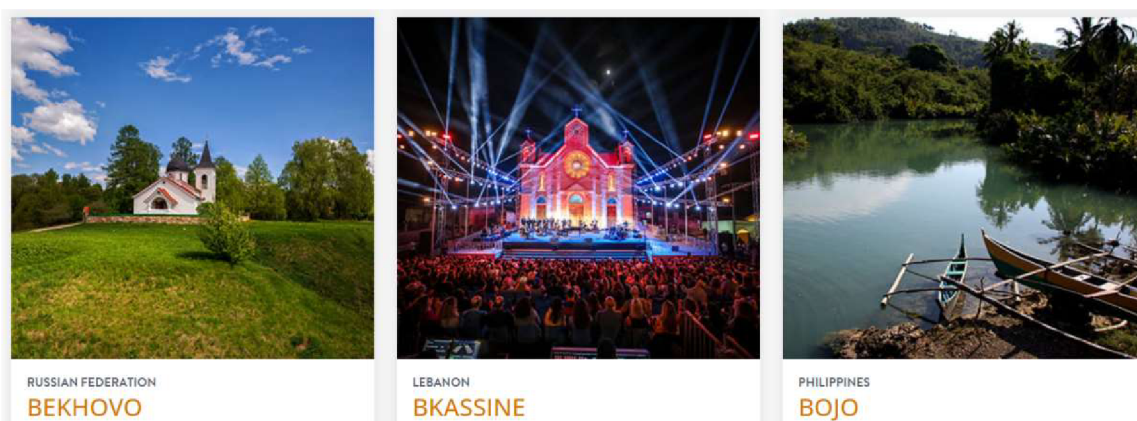 RUSSIAN FEDERATION
BEKHOVO
LEBANON
BKASSINE
PHILIPPINES
BOJO